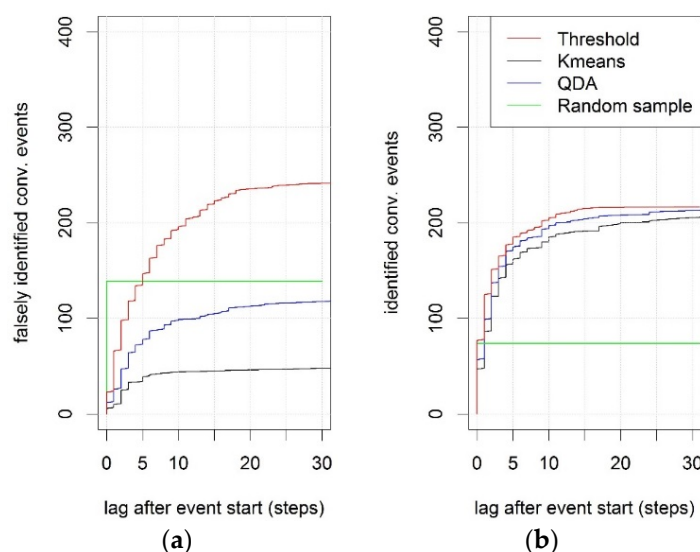 falsely identified conv. events
400
300
200
100
0
0 5 10 20 30
lag after event start (steps)
(a)
identified conv. events
400
300
200
100
0
0 5 10 20 30
lag after event start (steps)
(b)
Threshold
Kmeans
QDA
Random sample